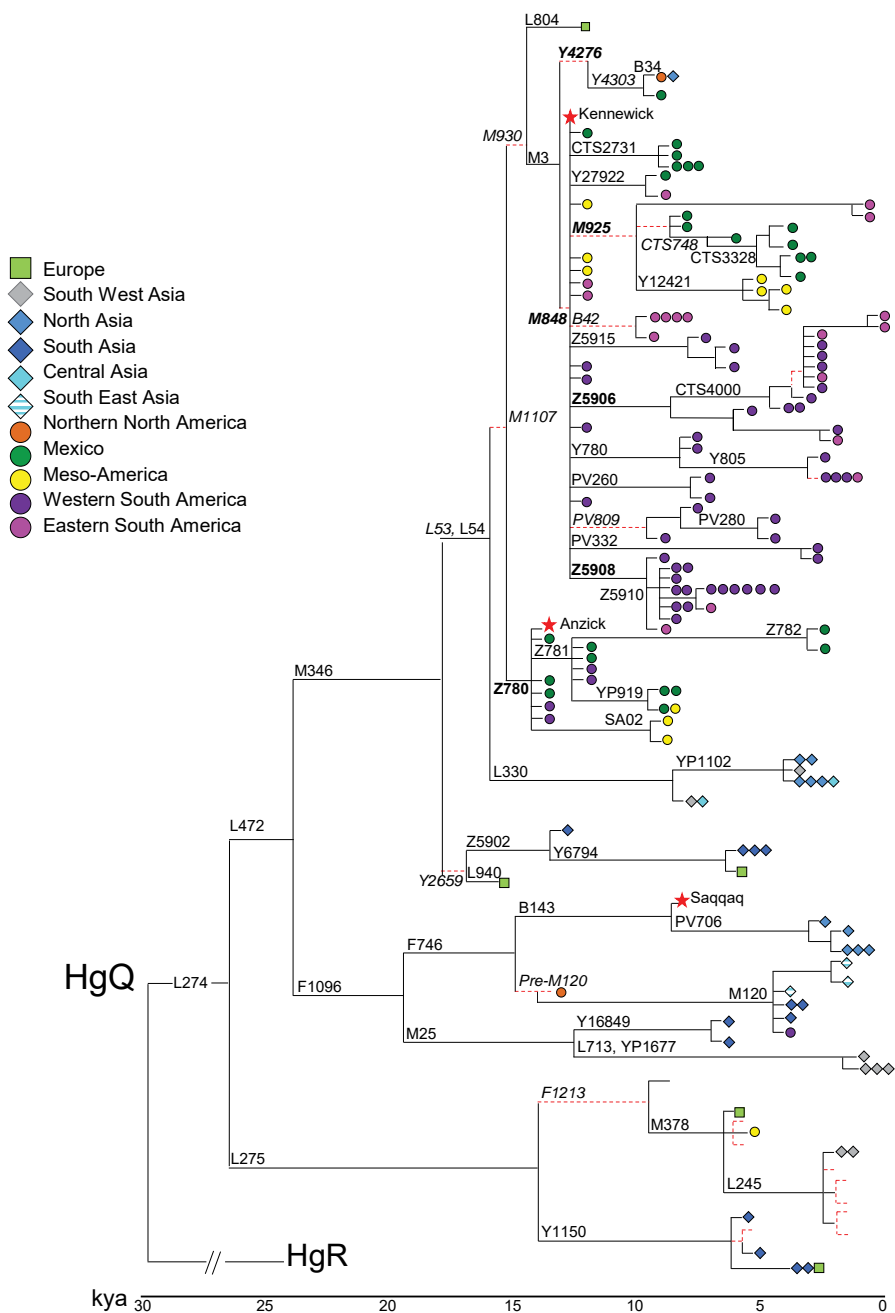 L804
Y4276
B34
Y4303
Kennewick
M930
CTS2731
M3
Y27922
M925
CTS748
CTS3328
Europe
South West Asia
Y12421
North Asia
M848
B42
South Asia
Z5915
Central Asia
South East Asia
CTS4000
Z5906
Northern North America
M1107
Mexico
Y780
Y805
Meso-America
PV260
Western South America
PV809
PV280
Eastern South America
L53, L54
PV332
Z5908
Z5910
Anzick
Z782
Z781
M346
Z780
YP919
SA02
YP1102
L330
L472
Z5902
Y6794
Y2659
L940
Saqqaq
B143
PV706
F746
HgQ
L274
Pre-M120
F1096
M120
Y16849
M25
L713, YP1677
F1213
M378
L275
L245
Y1150
HgR
kya
30 25 20 15 10 5 0